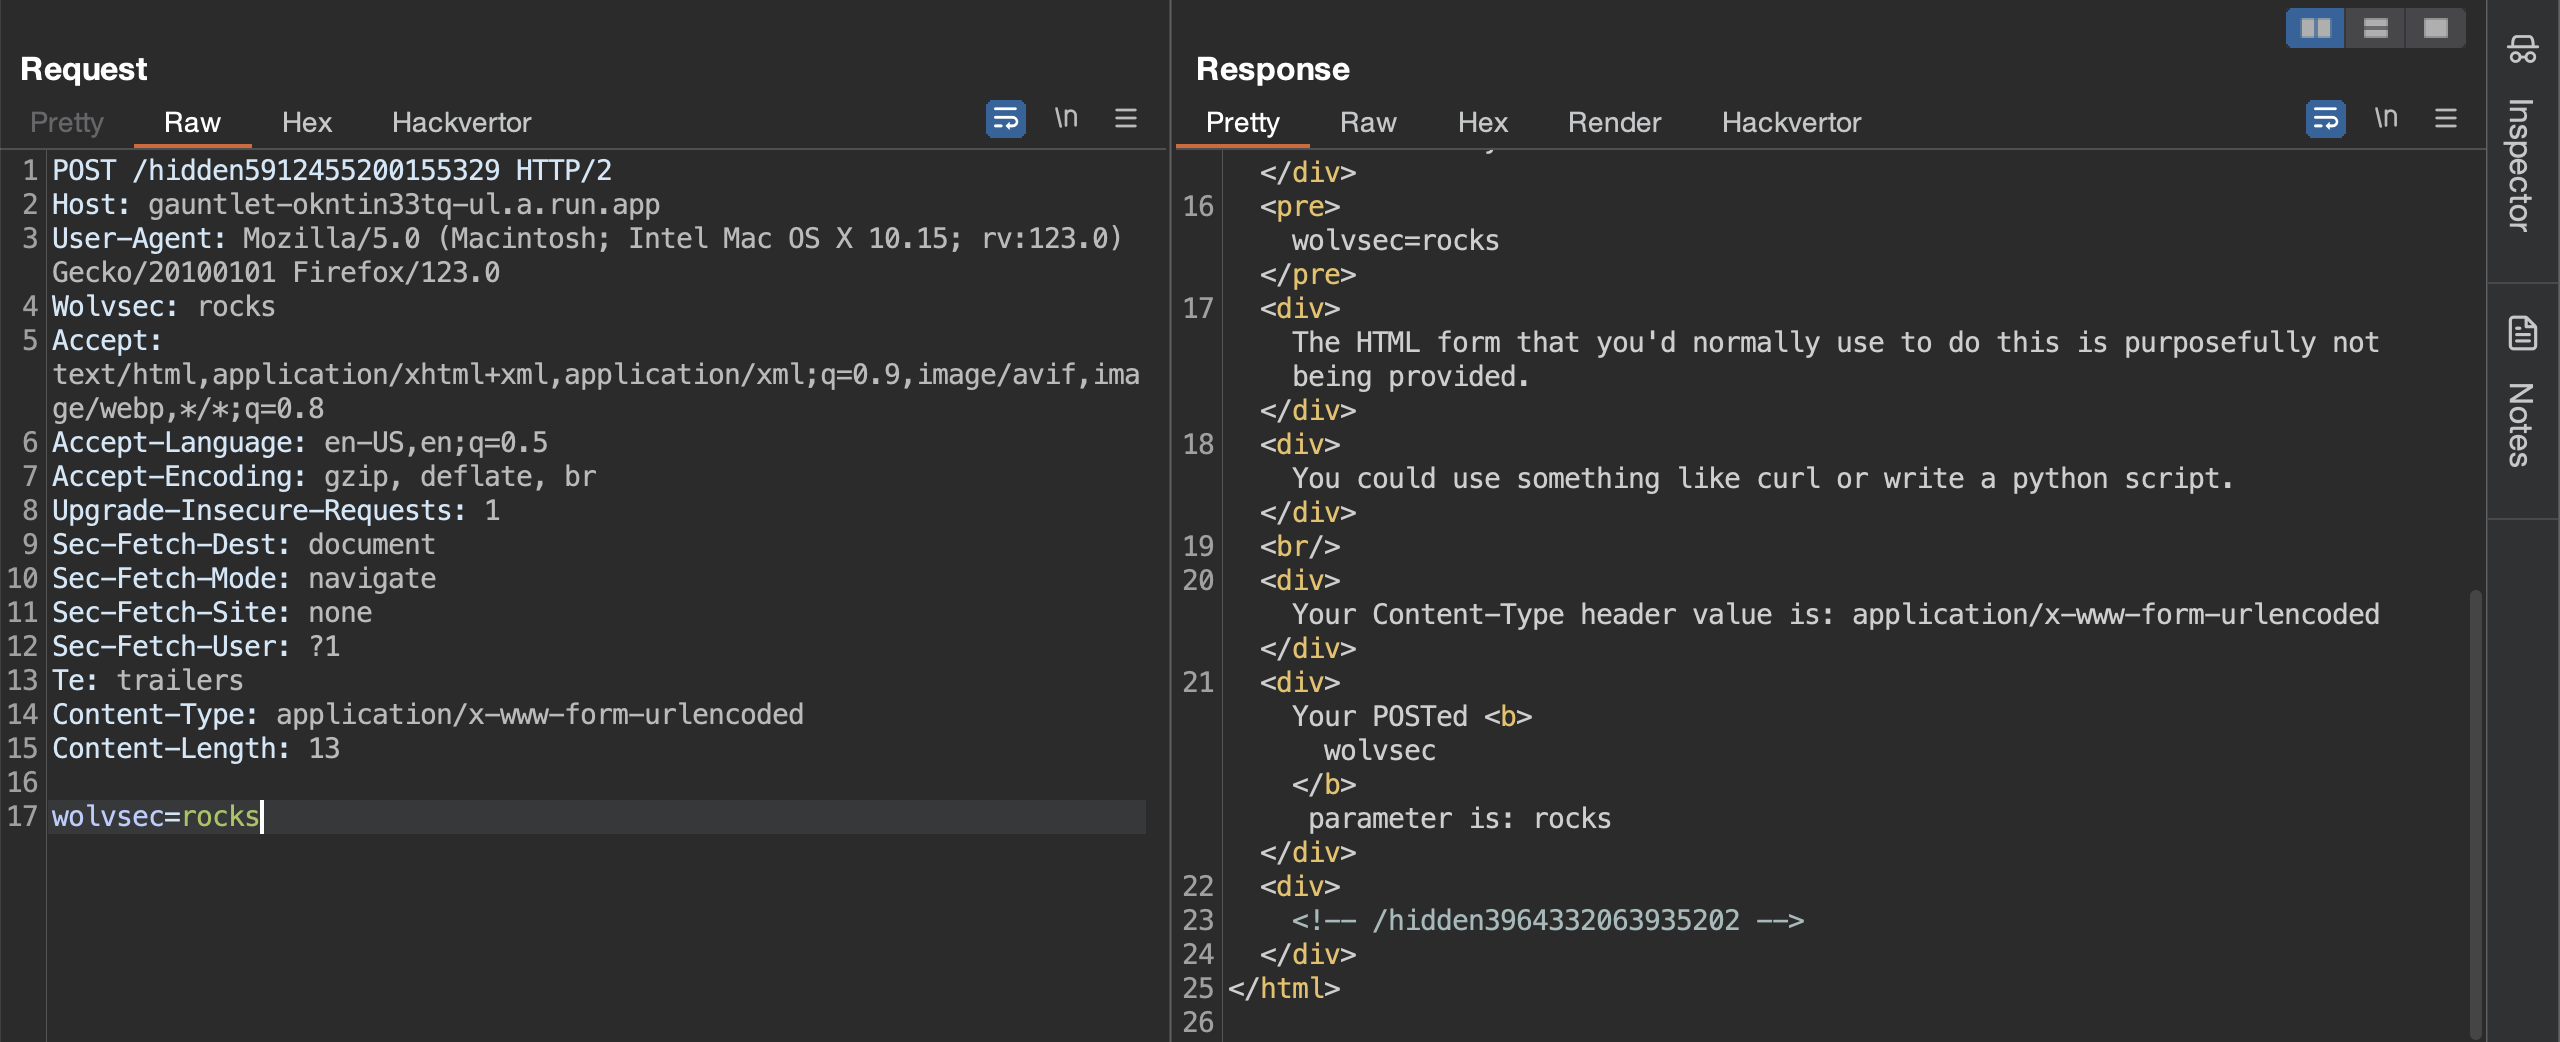 Request
Pretty Raw Hex Hackvertor \n
1 POST /hidden5912455200155329 HTTP/2
2 Host: gauntlet-okntin33tq-ul.a.run.app
3 User-Agent: Mozilla/5.0 (Macintosh; Intel Mac OS X 10.15; rv:123.0)
Gecko/20100101 Firefox/123.0
4 Wolvsec: rocks
5 Accept:
text/html,application/xhtml+xml,application/xml;q=0.9,image/avif,ima
ge/webp,*/*;q=0.8
6 Accept-Language: en-US,en;q=0.5
7 Accept-Encoding: gzip, deflate, br
8 Upgrade-Insecure-Requests: 1
9 Sec-Fetch-Dest: document
10 Sec-Fetch-Mode: navigate
11 Sec-Fetch-Site: none
12 Sec-Fetch-User: ?1
13 Te: trailers
14 Content-Type: application/x-www-form-urlencoded
15 Content-Length: 13
16
17 wolvsec=rocks
Response
Pretty Raw Hex Render Hackvertor \n
</div>
16 <pre>
wolvsec=rocks
</pre>
17 <div>
The HTML form that you'd normally use to do this is purposefully not
being provided.
</div>
18 <div>
You could use something like curl or write a python script.
</div>
19 <br/>
20 <div>
Your Content-Type header value is: application/x-www-form-urlencoded
</div>
21 <div>
Your POSTed <b>
wolvsec
</b>
parameter is: rocks
</div>
22 <div>
23 <!-- /hidden3964332063935202 -->
24 </div>
25 </html>
26
Inspector
Notes